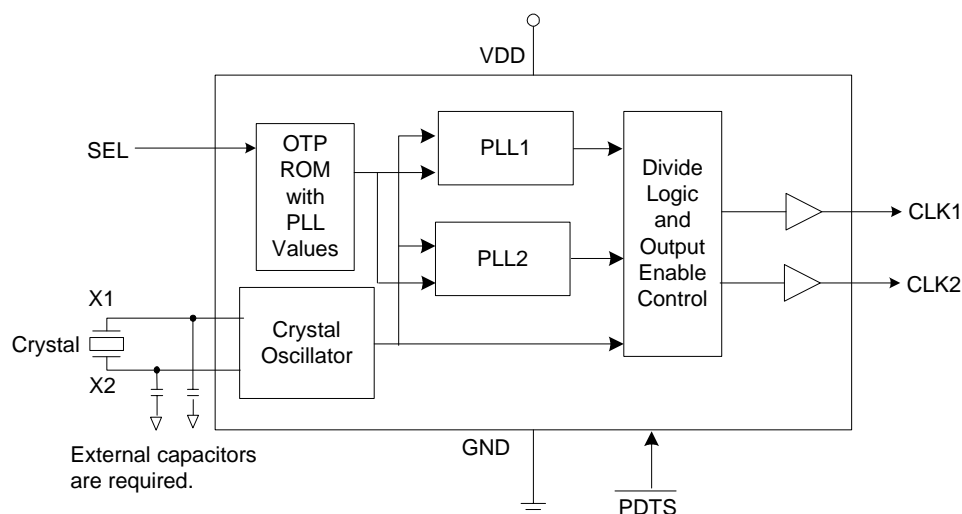 VDD
SEL
OTP
ROM
with
PLL
Values
PLL1
PLL2
Divide
Logic
and
Output
Enable
Control
CLK1
CLK2
X1
Crystal
X2
Crystal
Oscillator
External capacitors
are required.
GND
PDTS